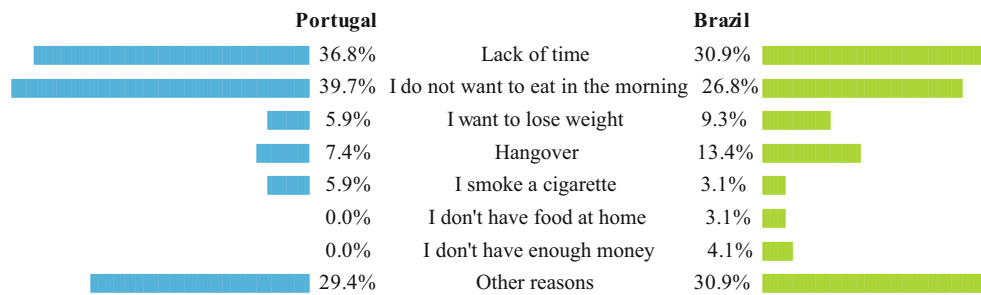 Portugal Brazil
36.8% Lack of time 30.9%
39.7% I do not want to eat in the morning 26.8%
5.9% I want to lose weight 9.3%
7.4% Hangover 13.4%
5.9% I smoke a cigarette 3.1%
0.0% I don't have food at home 3.1%
0.0% I don't have enough money 4.1%
29.4% Other reasons 30.9%